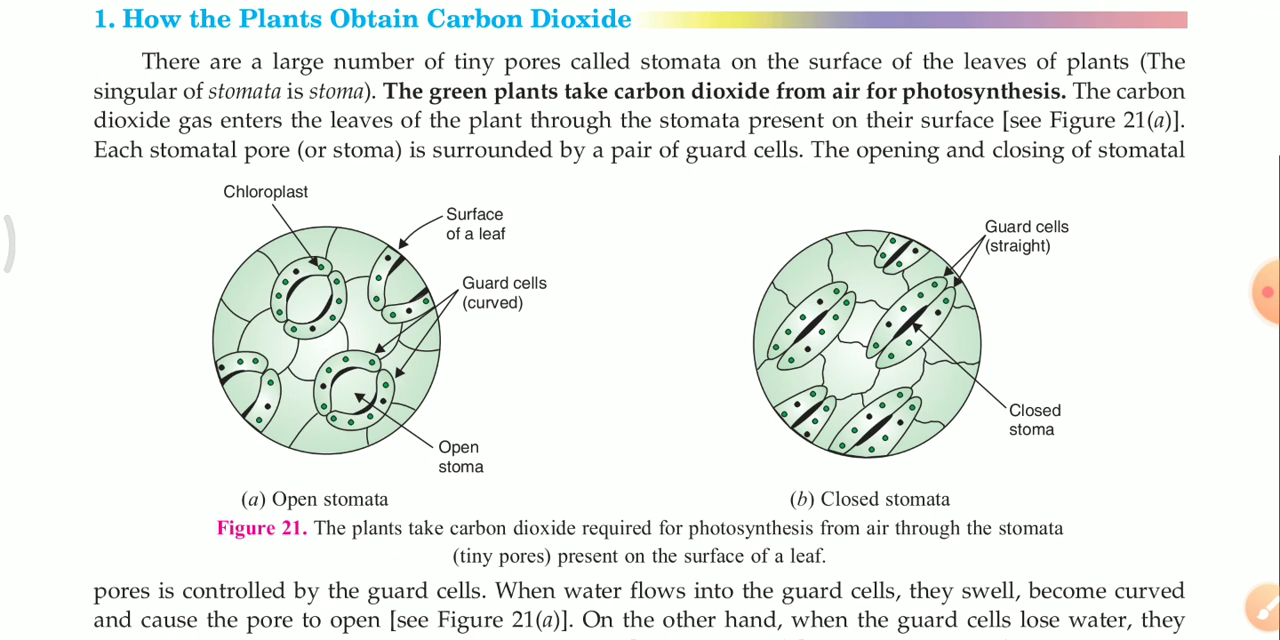 1. How the Plants Obtain Carbon Dioxide
There are a large number of tiny pores called stomata on the surface of the leaves of plants (The
singular of stomata is stoma). The green plants take carbon dioxide from air for photosynthesis. The carbon
dioxide gas enters the leaves of the plant through the stomata present on their surface [see Figure 21(a)].
Each stomatal pore (or stoma) is surrounded by a pair of guard cells. The opening and closing of stomatal
Chloroplast
Surface
of a leaf
Guard cells
(curved)
Open
stoma
(a) Open stomata
Guard cells
(straight)
Closed
stoma
(b) Closed stomata
Figure 21. The plants take carbon dioxide required for photosynthesis from air through the stomata
(tiny pores) present on the surface of a leaf.
pores is controlled by the guard cells. When water flows into the guard cells, they swell, become curved
and cause the pore to open [see Figure 21(a)]. On the other hand, when the guard cells lose water, they